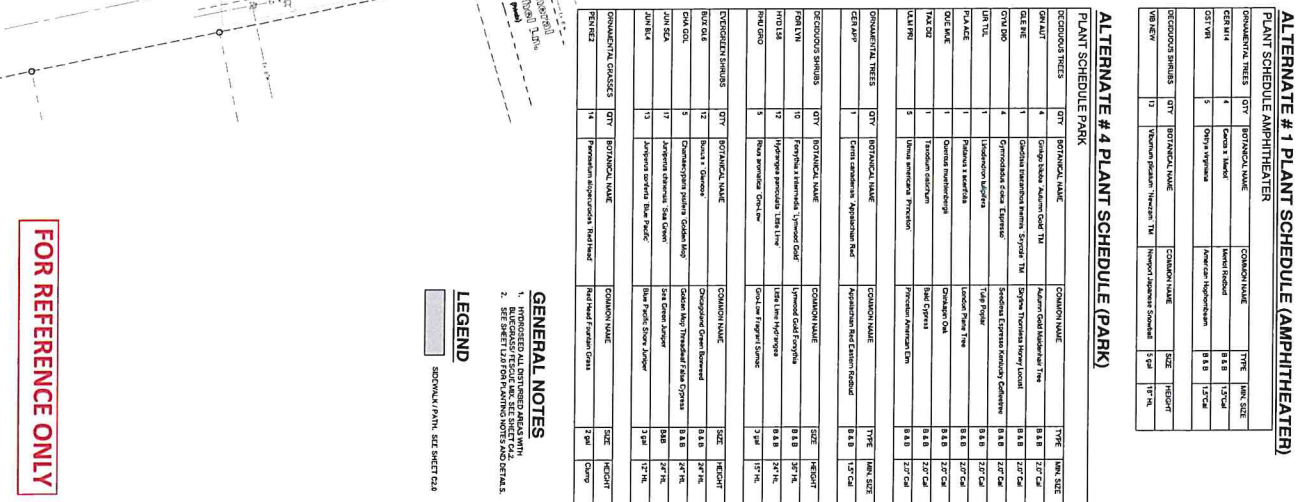 ALTERNATE # 1 PLANT SCHEDULE (AMPHITHEATER)
PLANT SCHEDULE AMPHITHEATER
ORNAMENTAL TREES QTY BOTANICAL NAME COMMON NAME TYPE MIN. SIZE
CER M14 4 Cercis x `Merlot` Merlot Redbud B & B 1.5"Cal
OST VIR 5 Ostrya virginiana American Hophornbeam B & B 1.5"Cal
DECIDUOUS SHRUBS QTY BOTANICAL NAME COMMON NAME SIZE HEIGHT
VIB NEW 13 Viburnum plicatum `Newzam` TM Newport Japanese Snowball 5 gal 18" Ht.
ALTERNATE # 4 PLANT SCHEDULE (PARK)
PLANT SCHEDULE PARK
DECIDUOUS TREES QTY BOTANICAL NAME COMMON NAME TYPE MIN. SIZE
GIN AUT 4 Ginkgo biloba `Autumn Gold` TM Autumn Gold Maidenhair Tree B & B 2.0" Cal
GLE INE 1 Gleditsia triacanthos inermis `Skycole` TM Skyline Thornless Honey Locust B & B 2.0" Cal
GYM DIO 4 Gymnocladus dioica `Espresso` Seedless Espresso Kentucky Coffeetree B & B 2.0" Cal
LIR TUL 1 Liriodendron tulipifera Tulip Poplar B & B 2.0" Cal
PLA ACE 1 Platanus x acerifolia London Plane Tree B & B 2.0" Cal
QUE MUE 1 Quercus muehlenbergii Chinkapin Oak B & B 2.0" Cal
TAX DI2 1 Taxodium distichum Bald Cypress B & B 2.0" Cal
ULM PRI 5 Ulmus americana `Princeton` Princeton American Elm B & B 2.0" Cal
ORNAMENTAL TREES QTY BOTANICAL NAME COMMON NAME TYPE MIN. SIZE
CER APP 1 Cercis canadensis `Appalachian Red` Appalachian Red Eastern Redbud B & B 1.5" Cal
DECIDUOUS SHRUBS QTY BOTANICAL NAME COMMON NAME SIZE HEIGHT
FOR LYN 10 Forsythia x intermedia `Lynwood Gold` Lynwood Gold Forsythia B & B 36" Ht.
HYD LS8 12 Hydrangea paniculata `Little Lime` Little Lime Hydrangea B & B 24" Ht.
RHU GRO 5 Rhus aromatica `Gro-Low` Gro-Low Fragrant Sumac 3 gal 15" Ht.
EVERGREEN SHRUBS QTY BOTANICAL NAME COMMON NAME SIZE HEIGHT
BUX GL6 12 Buxus x `Glencoe` Chicagoland Green Boxwood B & B 24" Ht.
CHA GOL 5 Chamaecyparis pisifera `Golden Mop` Golden Mop Threadleaf False Cypress B & B 24" Ht.
JUN SEA 17 Juniperus chinensis `Sea Green` Sea Green Juniper B&B 24" Ht.
JUN BL4 13 Juniperus conferta `Blue Pacific` Blue Pacific Shore Juniper 3 gal 12" Ht.
ORNAMENTAL GRASSES QTY BOTANICAL NAME COMMON NAME SIZE HEIGHT
PEN RE2 14 Pennisetum alopecuroides `Red Head` Red Head Fountain Grass 2 gal Clump
GENERAL NOTES
1. HYDROSEED ALL DISTURBED AREAS WITH
BLUEGRASS/ FESCUE MIX. SEE SHEET C4.2.
2. SEE SHEET L2.0 FOR PLANTING NOTES AND DETAILS.
LEGEND
SIDEWALK / PATH. SEE SHEET C2.0
FOR REFERENCE ONLY